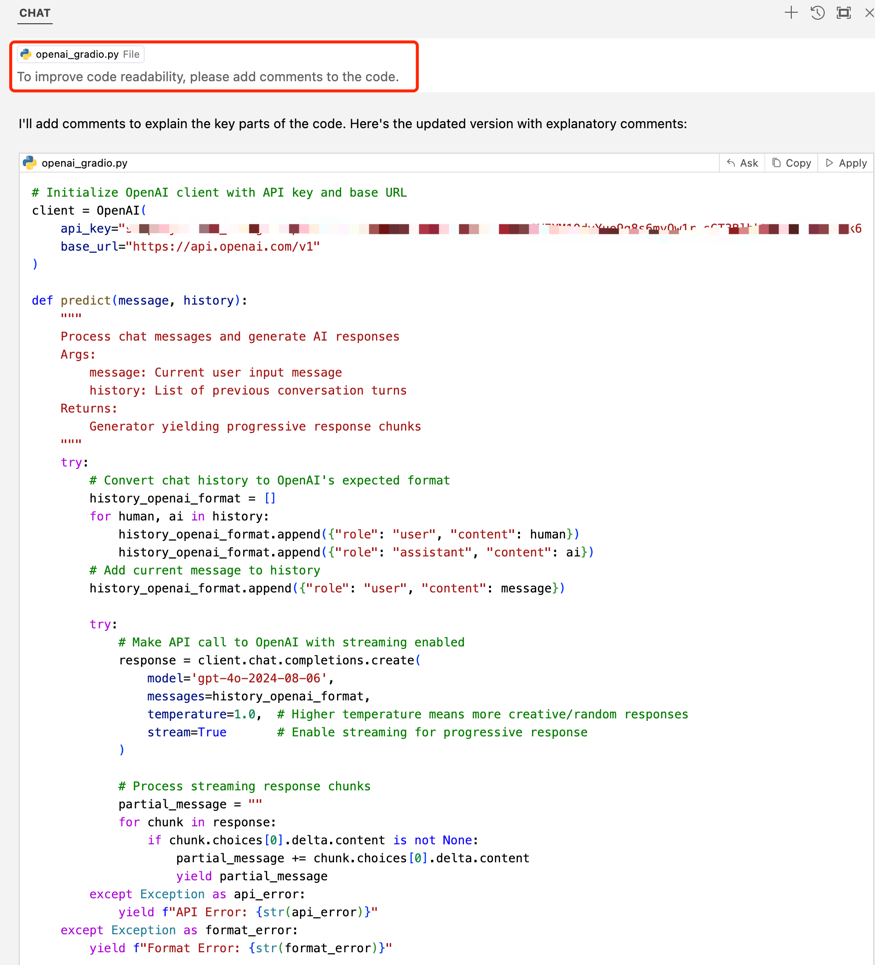 CHAT
openai_gradio.py File
To improve code readability, please add comments to the code.
I'll add comments to explain the key parts of the code. Here's the updated version with explanatory comments:
openai_gradio.py
Ask
Copy
Apply
# Initialize OpenAI client with API key and base URL
client = OpenAI(
    api_key="
    base_url="https://api.openai.com/v1"
)
def predict(message, history):
    """
    Process chat messages and generate AI responses
    Args:
        message: Current user input message
        history: List of previous conversation turns
    Returns:
        Generator yielding progressive response chunks
    """
    try:
        # Convert chat history to OpenAI's expected format
        history_openai_format = []
        for human, ai in history:
            history_openai_format.append({"role": "user", "content": human})
            history_openai_format.append({"role": "assistant", "content": ai})
        # Add current message to history
        history_openai_format.append({"role": "user", "content": message})
        try:
            # Make API call to OpenAI with streaming enabled
            response = client.chat.completions.create(
                model='gpt-4o-2024-08-06',
                messages=history_openai_format,
                temperature=1.0,  # Higher temperature means more creative/random responses
                stream=True       # Enable streaming for progressive response
            )
            # Process streaming response chunks
            partial_message = ""
            for chunk in response:
                if chunk.choices[0].delta.content is not None:
                    partial_message += chunk.choices[0].delta.content
                    yield partial_message
        except Exception as api_error:
            yield f"API Error: {str(api_error)}"
    except Exception as format_error:
        yield f"Format Error: {str(format_error)}"